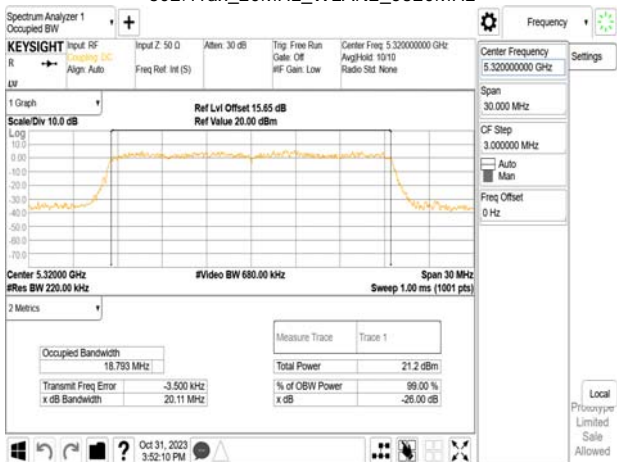 Spectrum Analyzer 1
Occupied BW
Frequency
KEYSIGHT
R
Input: RF
Coupling: DC
Align: Auto
Input Z: 50 Ω
Freq Ref: Int (S)
Atten: 30 dB
Trig: Free Run
Gate: Off
#IF Gain: Low
Center Freq: 5.320000000 GHz
Avg|Hold: 10/10
Radio Std: None
Center Frequency
5.320000000 GHz
Settings
Span
30.000 MHz
CF Step
3.000000 MHz
Auto
Man
Freq Offset
0 Hz
1 Graph
Scale/Div 10.0 dB
Ref Lvl Offset 15.65 dB
Ref Value 20.00 dBm
Log
10.0
0.00
-10.0
-20.0
-30.0
-40.0
-50.0
-60.0
-70.0
Center 5.32000 GHz
#Res BW 220.00 kHz
#Video BW 680.00 kHz
Span 30 MHz
Sweep 1.00 ms (1001 pts)
2 Metrics
Measure Trace
Trace 1
Occupied Bandwidth
18.793 MHz
Total Power
21.2 dBm
Transmit Freq Error
-3.500 kHz
% of OBW Power
99.00 %
x dB Bandwidth
20.11 MHz
x dB
-26.00 dB
Local
Prototype
Limited
Sale
Allowed
Oct 31, 2023
3:52:10 PM